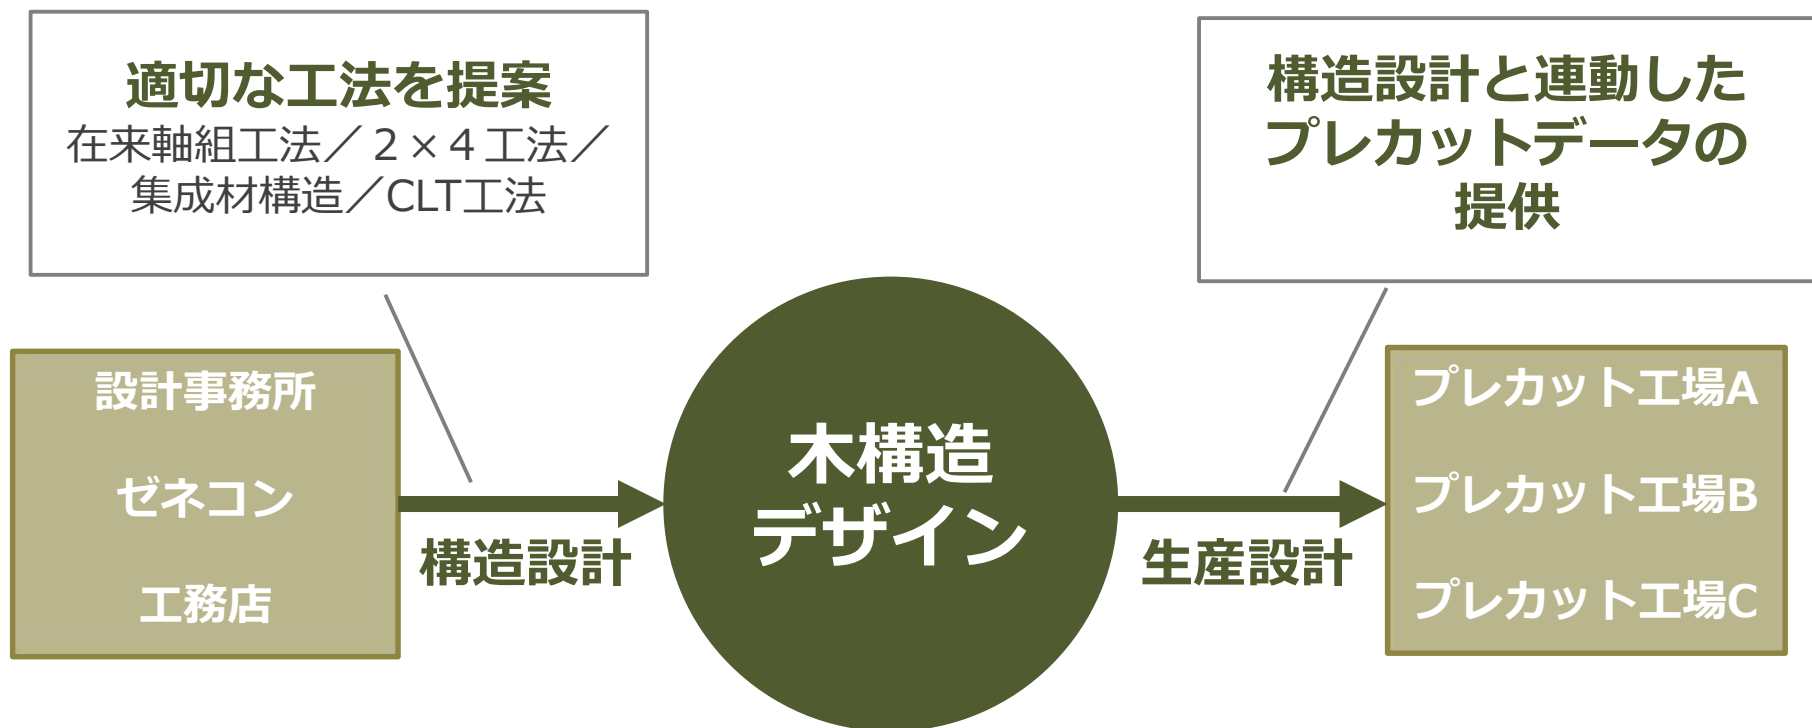 適切な工法を提案
在来軸組工法／２×４工法／
集成材構造／CLT工法
構造設計と連動した
プレカットデータの
提供
設計事務所
ゼネコン
工務店
構造設計
木構造
デザイン
生産設計
プレカット工場A
プレカット工場B
プレカット工場C